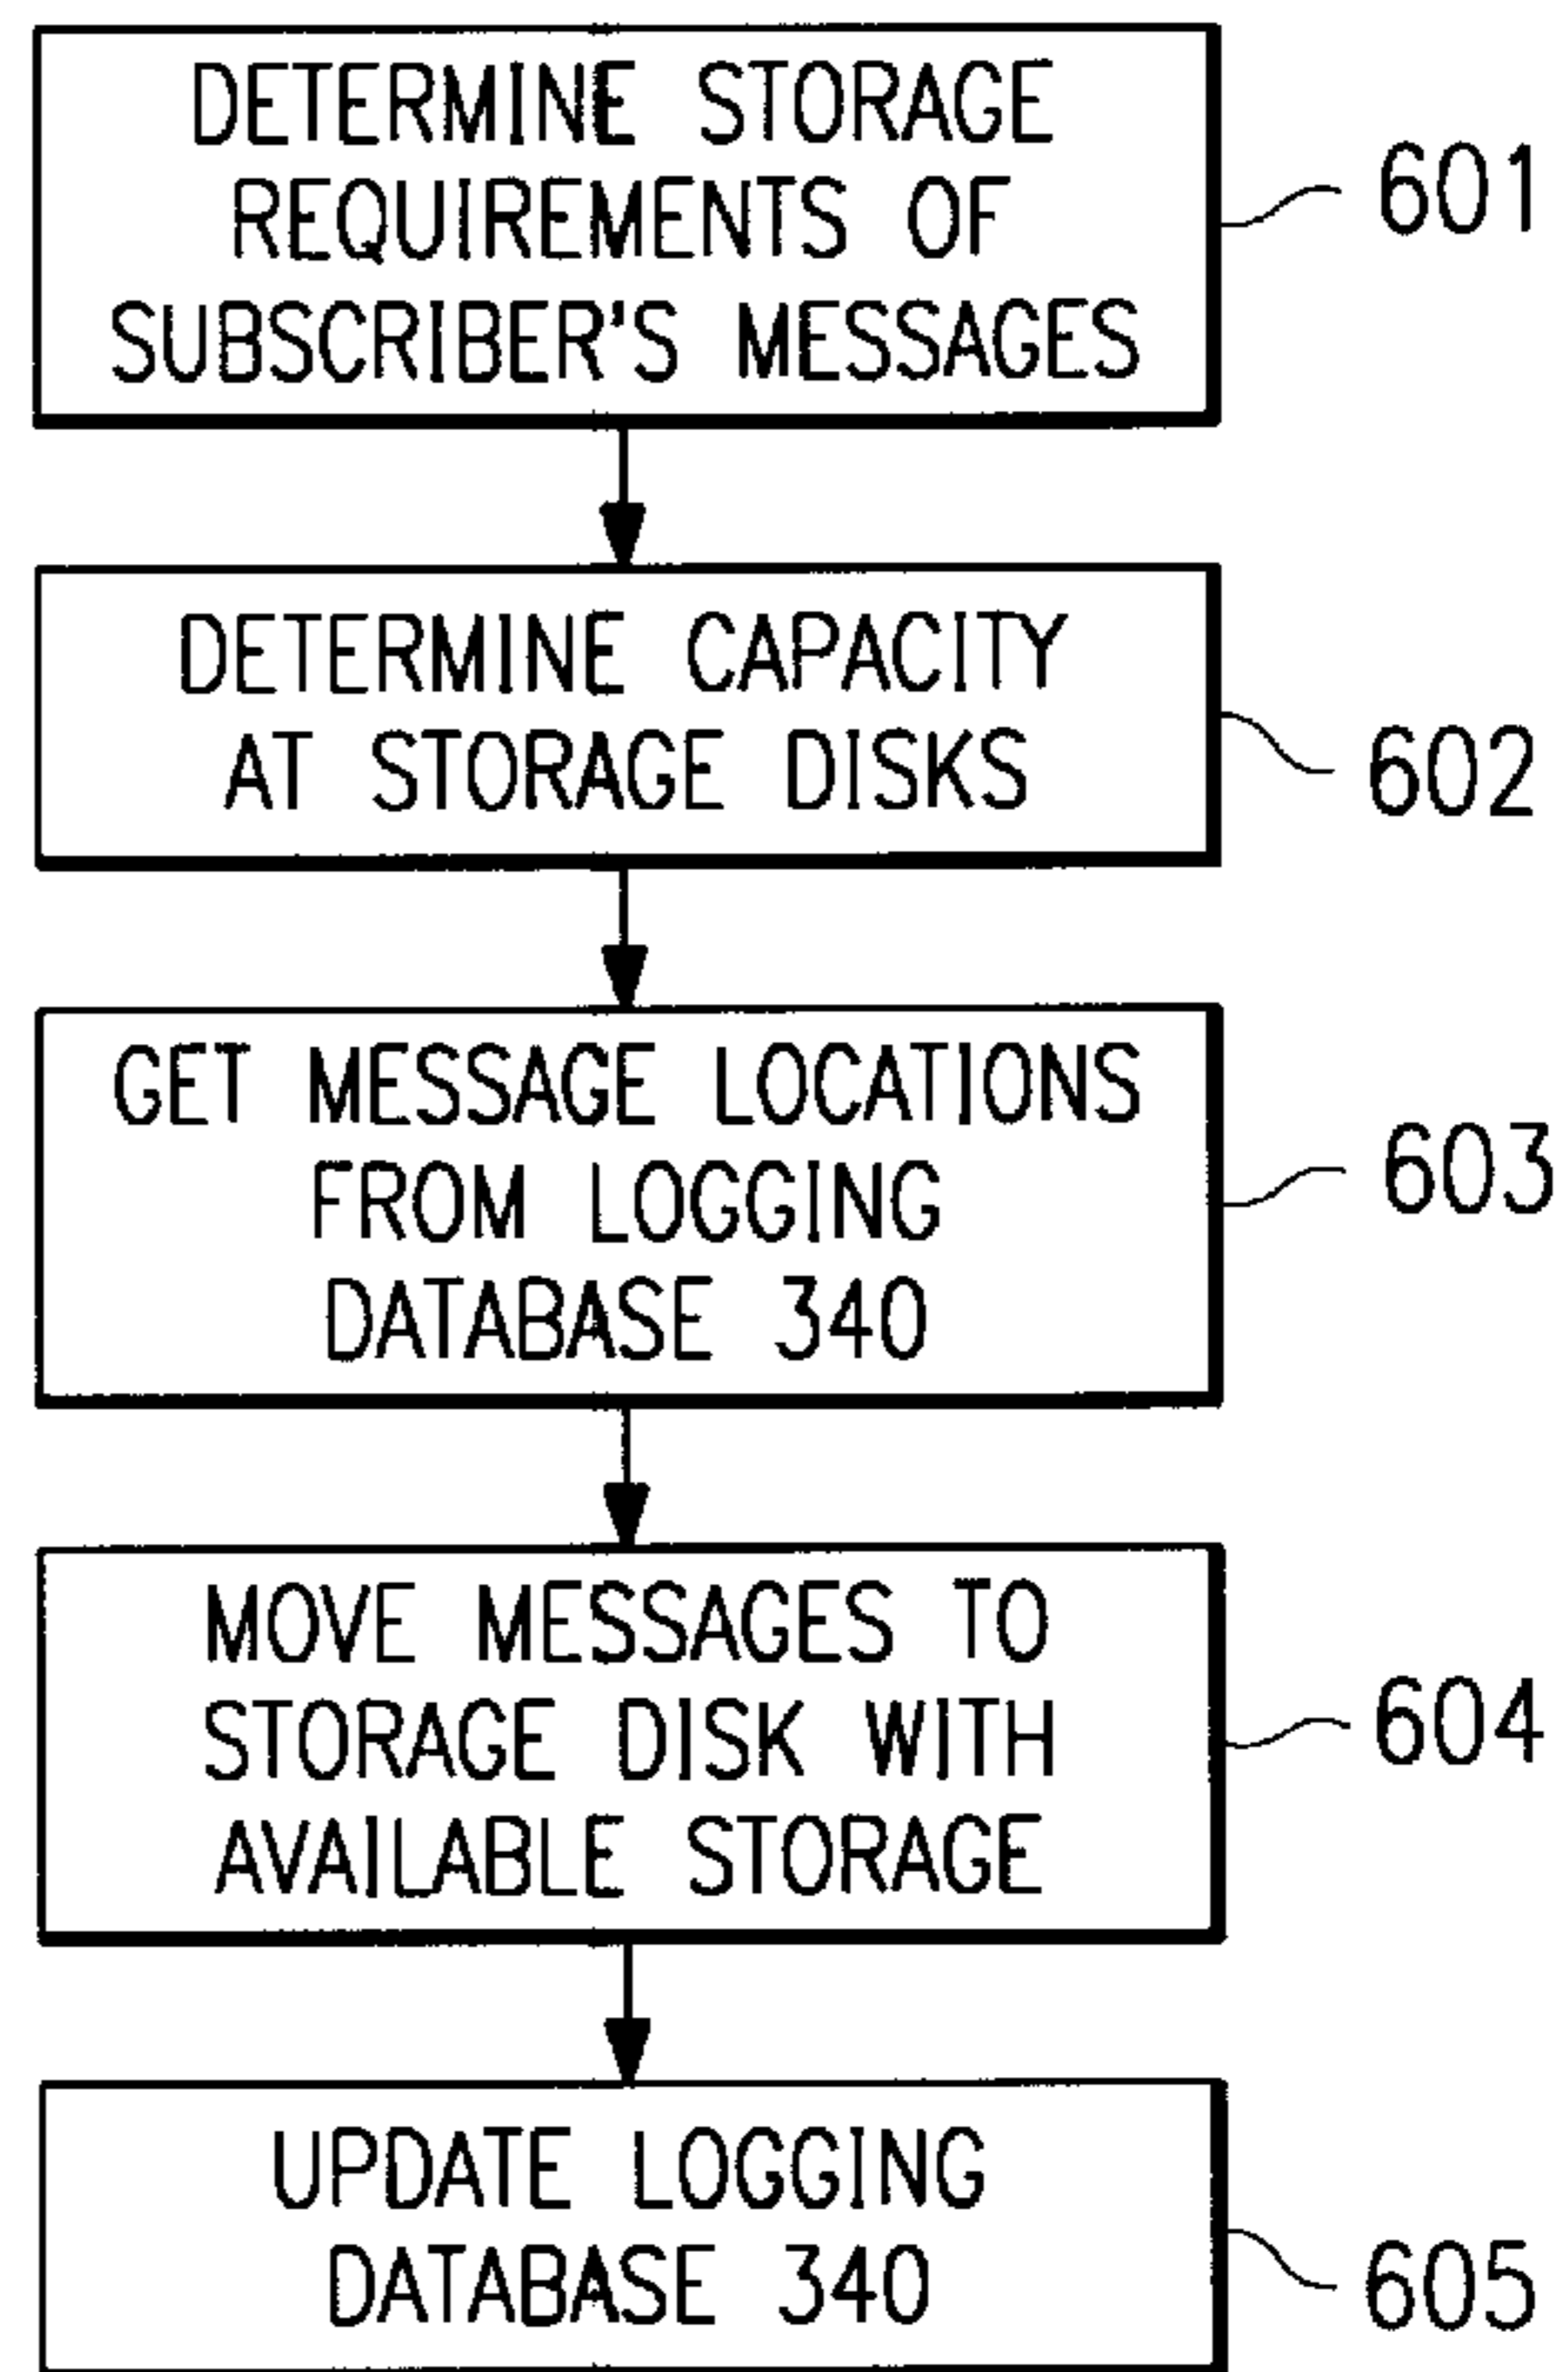 DETERMINE STORAGE
REQUIREMENTS OF
SUBSCRIBER'S MESSAGES
601
DETERMINE CAPACITY
AT STORAGE DISKS
602
GET MESSAGE LOCATIONS
FROM LOGGING
DATABASE 340
603
MOVE MESSAGES TO
STORAGE DISK WITH
AVAILABLE STORAGE
604
UPDATE LOGGING
DATABASE 340
605